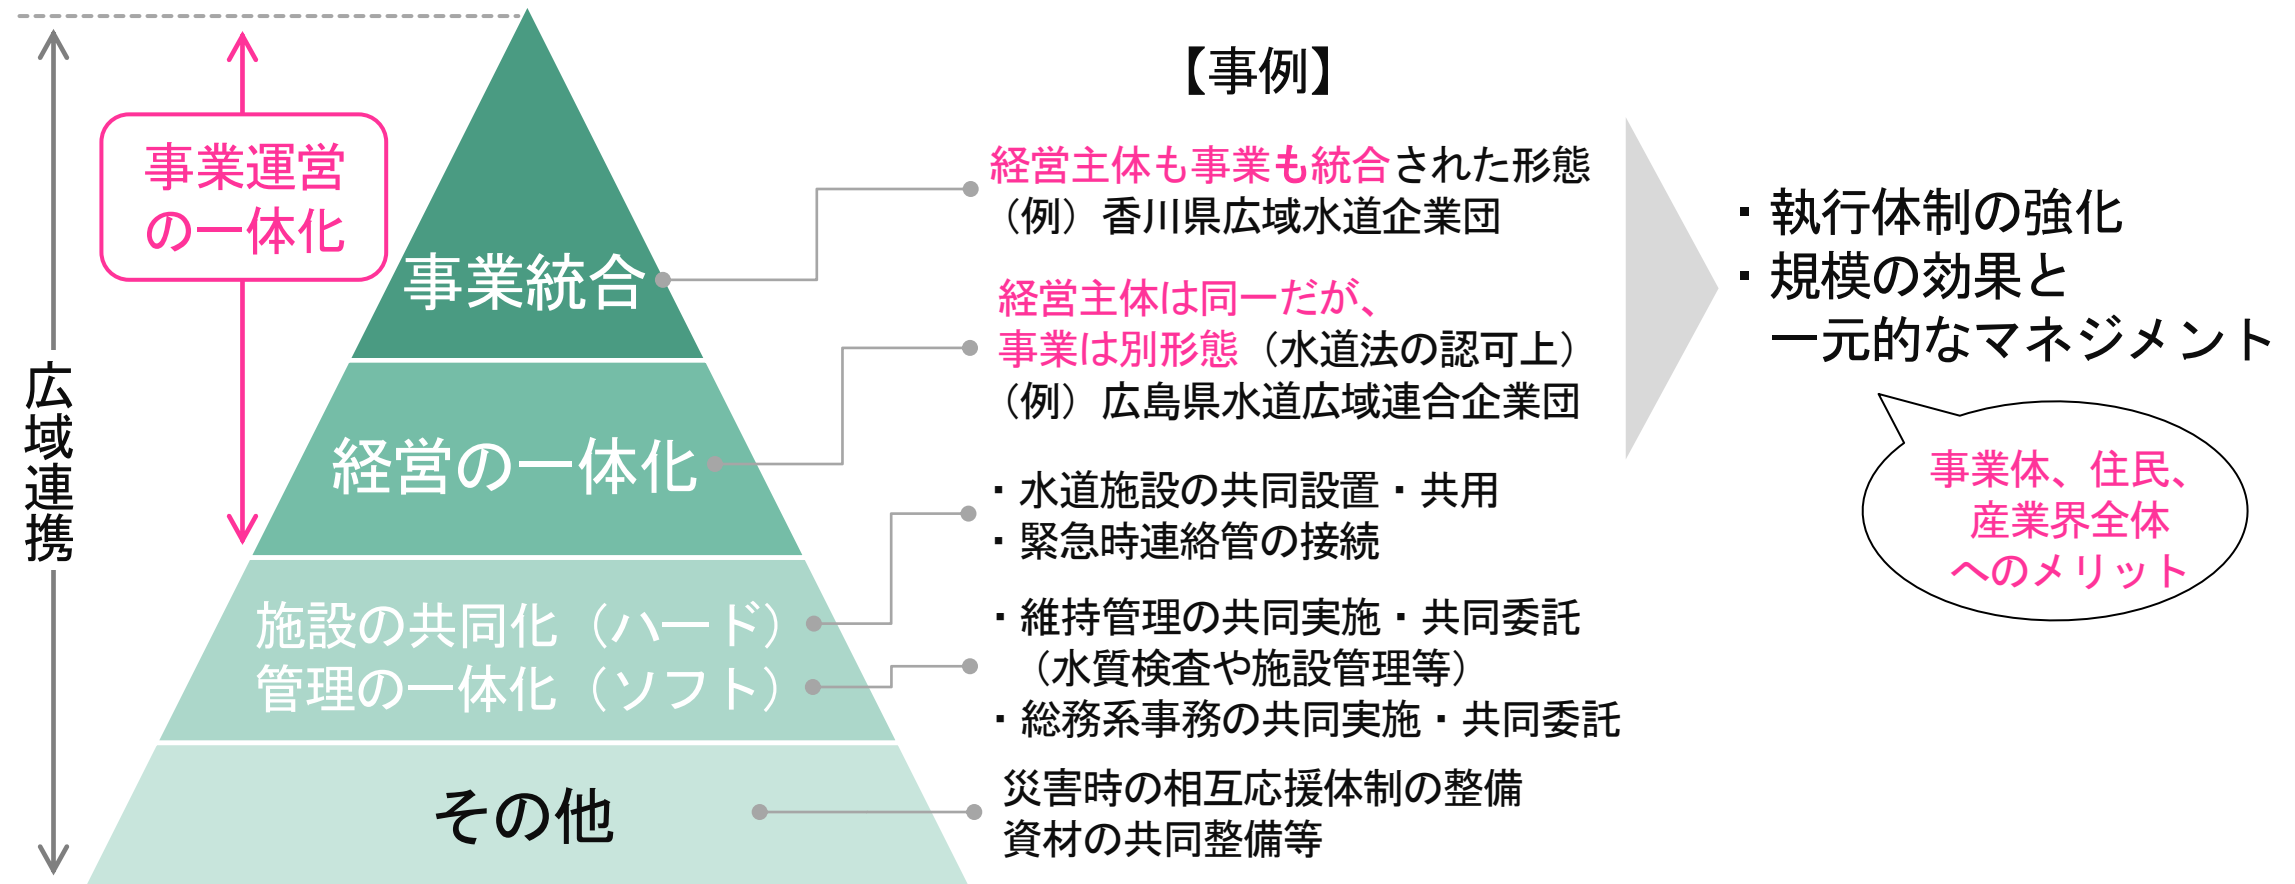 広域連携
事業運営
の一体化
事業統合
経営の一体化
施設の共同化（ハード）
管理の一体化（ソフト）
その他
【事例】
経営主体も事業も統合された形態
（例）香川県広域水道企業団
経営主体は同一だが、
事業は別形態（水道法の認可上）
（例）広島県水道広域連合企業団
・水道施設の共同設置・共用
・緊急時連絡管の接続
・維持管理の共同実施・共同委託
（水質検査や施設管理等）
・総務系事務の共同実施・共同委託
災害時の相互応援体制の整備
資材の共同整備等
・執行体制の強化
・規模の効果と
一元的なマネジメント
事業体、住民、
産業界全体
へのメリット